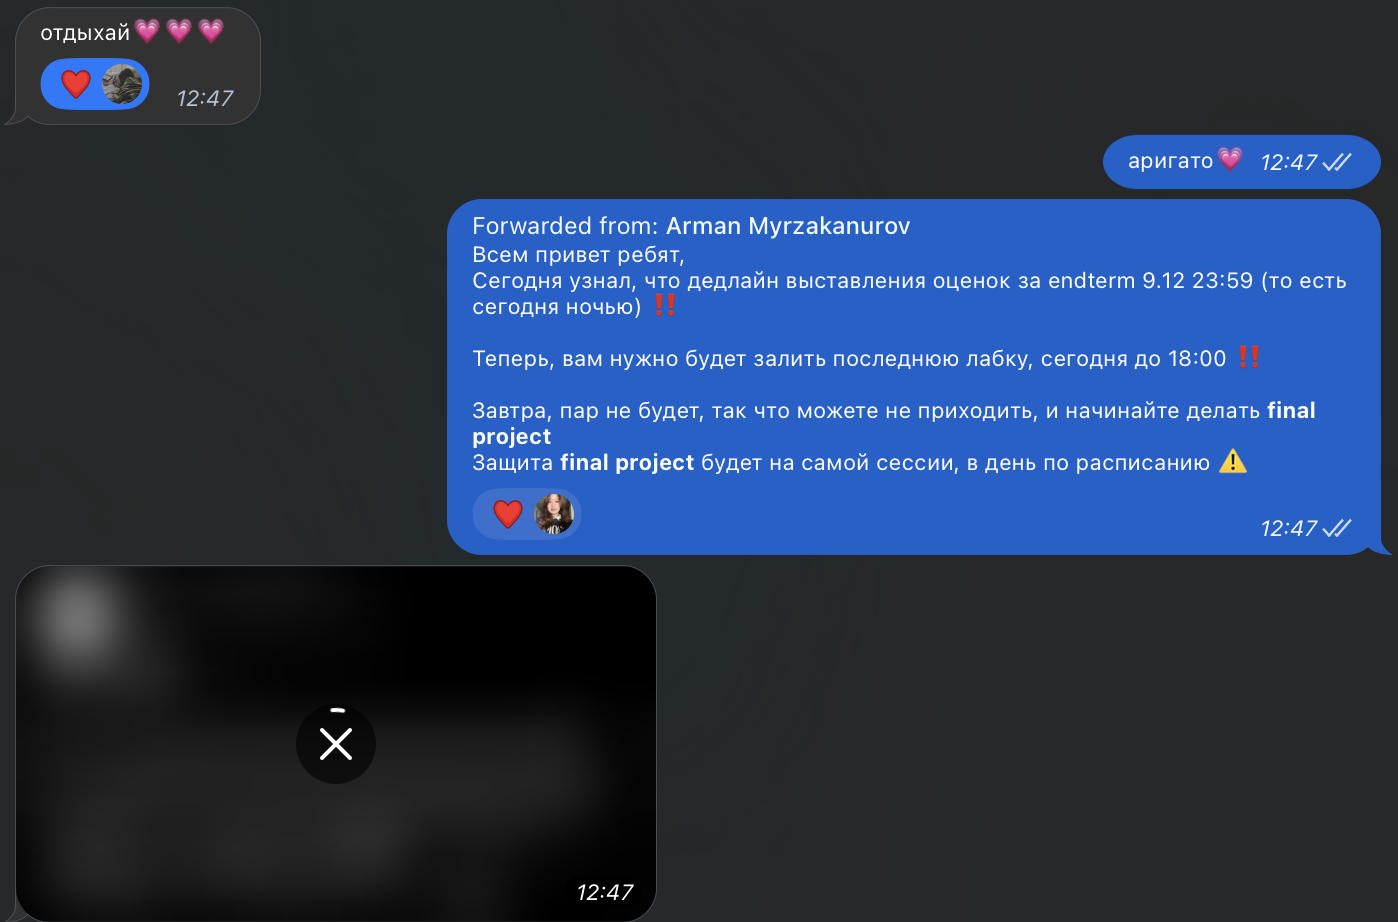 отдыхай💗💗💗
❤️ 12:47
аригато💗 12:47
Forwarded from: Arman Myrzakanurov
Всем привет ребят,
Сегодня узнал, что дедлайн выставления оценок за endterm 9.12 23:59 (то есть
сегодня ночью) ‼️
Теперь, вам нужно будет залить последнюю лабку, сегодня до 18:00 ‼️
Завтра, пар не будет, так что можете не приходить, и начинайте делать final
project
Защита final project будет на самой сессии, в день по расписанию ⚠️
❤️ 12:47
12:47